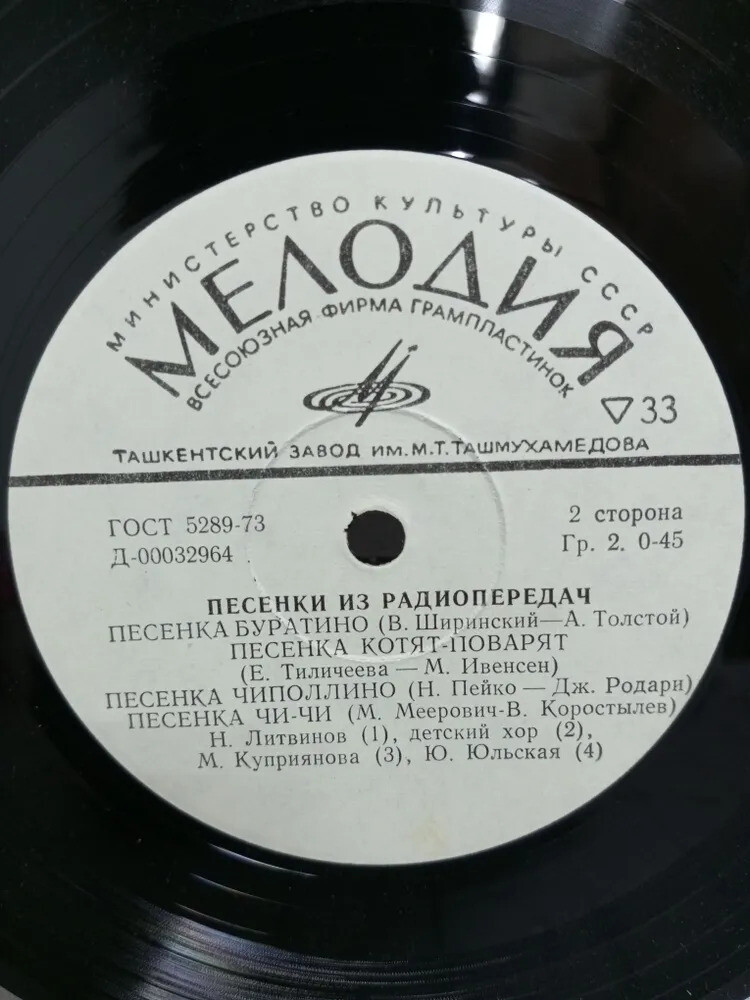 МИНИСТЕРСТВО КУЛЬТУРЫ СССР
МЕЛОДИЯ
ВСЕСОЮЗНАЯ ФИРМА ГРАМПЛАСТИНОК
▽33
ТАШКЕНТСКИЙ ЗАВОД ИМ. М.Т. ТАШМУХАМЕДОВА
ГОСТ 5289-73
2 сторона
Д-00032964
Гр. 2. 0-45
ПЕСЕНКИ ИЗ РАДИОПЕРЕДАЧ
ПЕСЕНКА БУРАТИНО (В. Ширинский—А. Толстой)
ПЕСЕНКА КОТЯТ-ПОВАРЯТ
(Е. Тиличеева — М. Ивенсен)
ПЕСЕНКА ЧИПОЛЛИНО (Н. Пейко — Дж. Родари)
ПЕСЕНКА ЧИ-ЧИ (М. Меерович-В. Коростылев)
Н. Литвинов (1), детский хор (2),
М. Куприянова (3), Ю. Юльская (4)